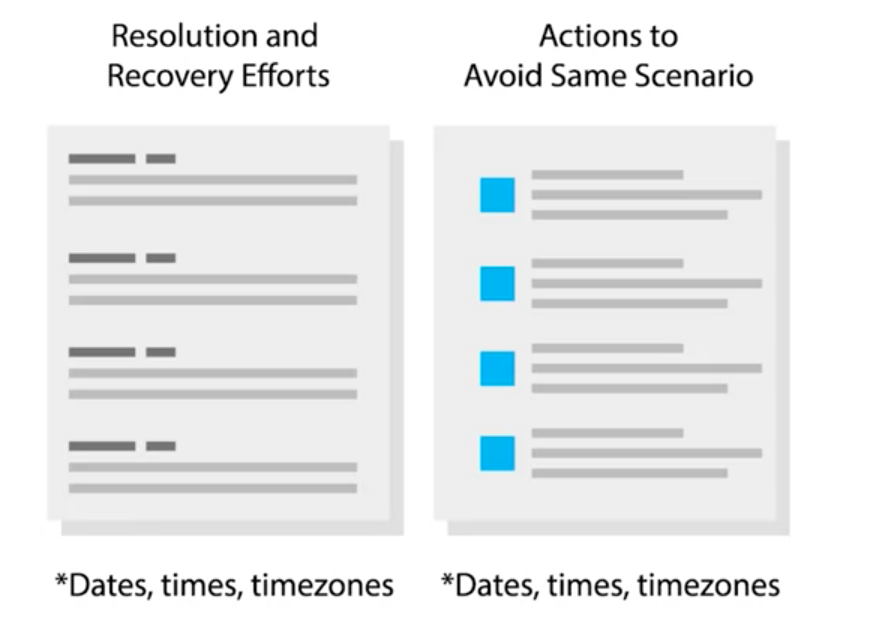 Resolution and
Recovery Efforts
*Dates, times, timezones
Actions to
Avoid Same Scenario
*Dates, times, timezones